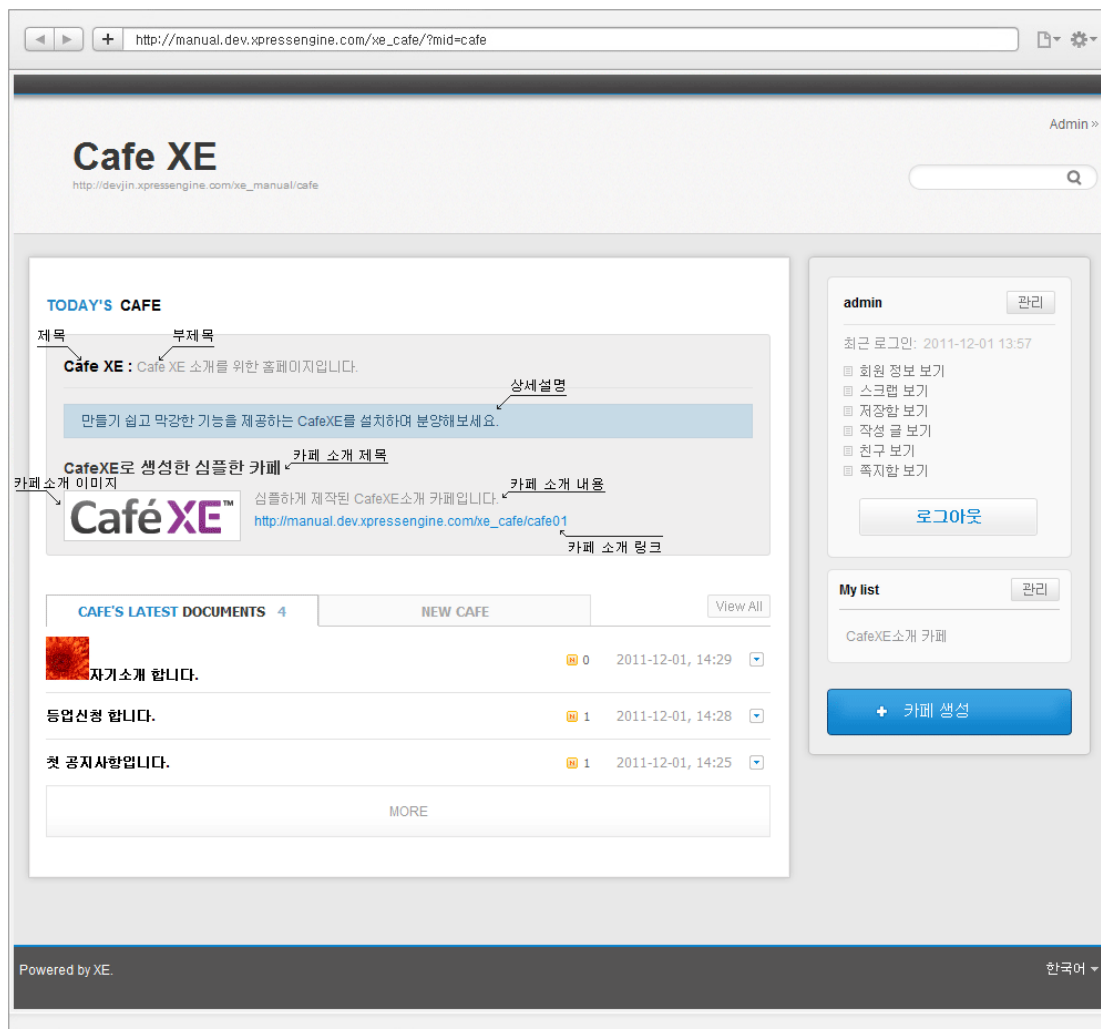 http://manual.dev.xpressengine.com/xe_cafe/?mid=cafe
Admin »
Cafe XE
http://devjin.xpressengine.com/xe_manual/cafe
TODAY'S CAFE
제목
부제목
Cafe XE : Cafe XE 소개를 위한 홈페이지입니다.
상세설명
만들기 쉽고 막강한 기능을 제공하는 CafeXE를 설치하여 분양해보세요.
카페 소개 제목
CafeXE로 생성한 심플한 카페
카페소개 이미지
카페 소개 내용
CaféXE™
심플하게 제작된 CafeXE소개 카페입니다.
http://manual.dev.xpressengine.com/xe_cafe/cafe01
카페 소개 링크
CAFE'S LATEST DOCUMENTS 4
NEW CAFE
View All
자기소개 합니다.
N 0 2011-12-01, 14:29
등업신청 합니다.
N 1 2011-12-01, 14:28
첫 공지사항입니다.
N 1 2011-12-01, 14:25
MORE
admin
관리
최근 로그인: 2011-12-01 13:57
회원 정보 보기
스크랩 보기
저장함 보기
작성 글 보기
친구 보기
쪽지함 보기
로그아웃
My list
관리
CafeXE소개 카페
+ 카페 생성
Powered by XE.
한국어